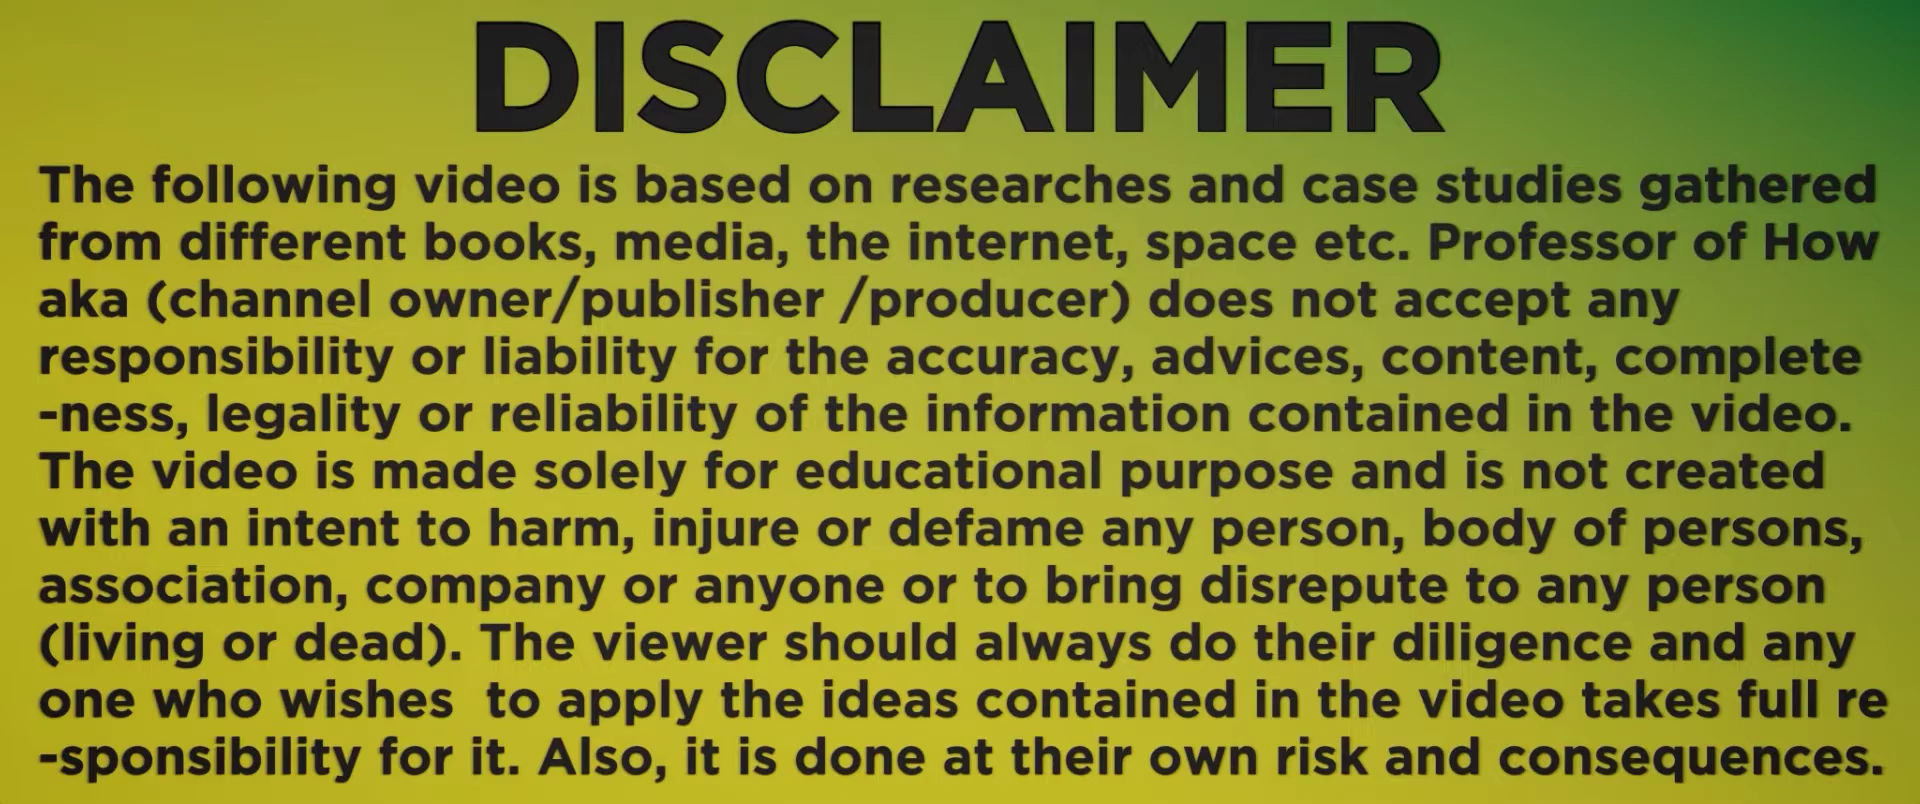 DISCLAIMER
The following video is based on researches and case studies gathered
from different books, media, the internet, space etc. Professor of How
aka (channel owner/publisher /producer) does not accept any
responsibility or liability for the accuracy, advices, content, complete
-ness, legality or reliability of the information contained in the video.
The video is made solely for educational purpose and is not created
with an intent to harm, injure or defame any person, body of persons,
association, company or anyone or to bring disrepute to any person
(living or dead). The viewer should always do their diligence and any
one who wishes  to apply the ideas contained in the video takes full re
-sponsibility for it. Also, it is done at their own risk and consequences.